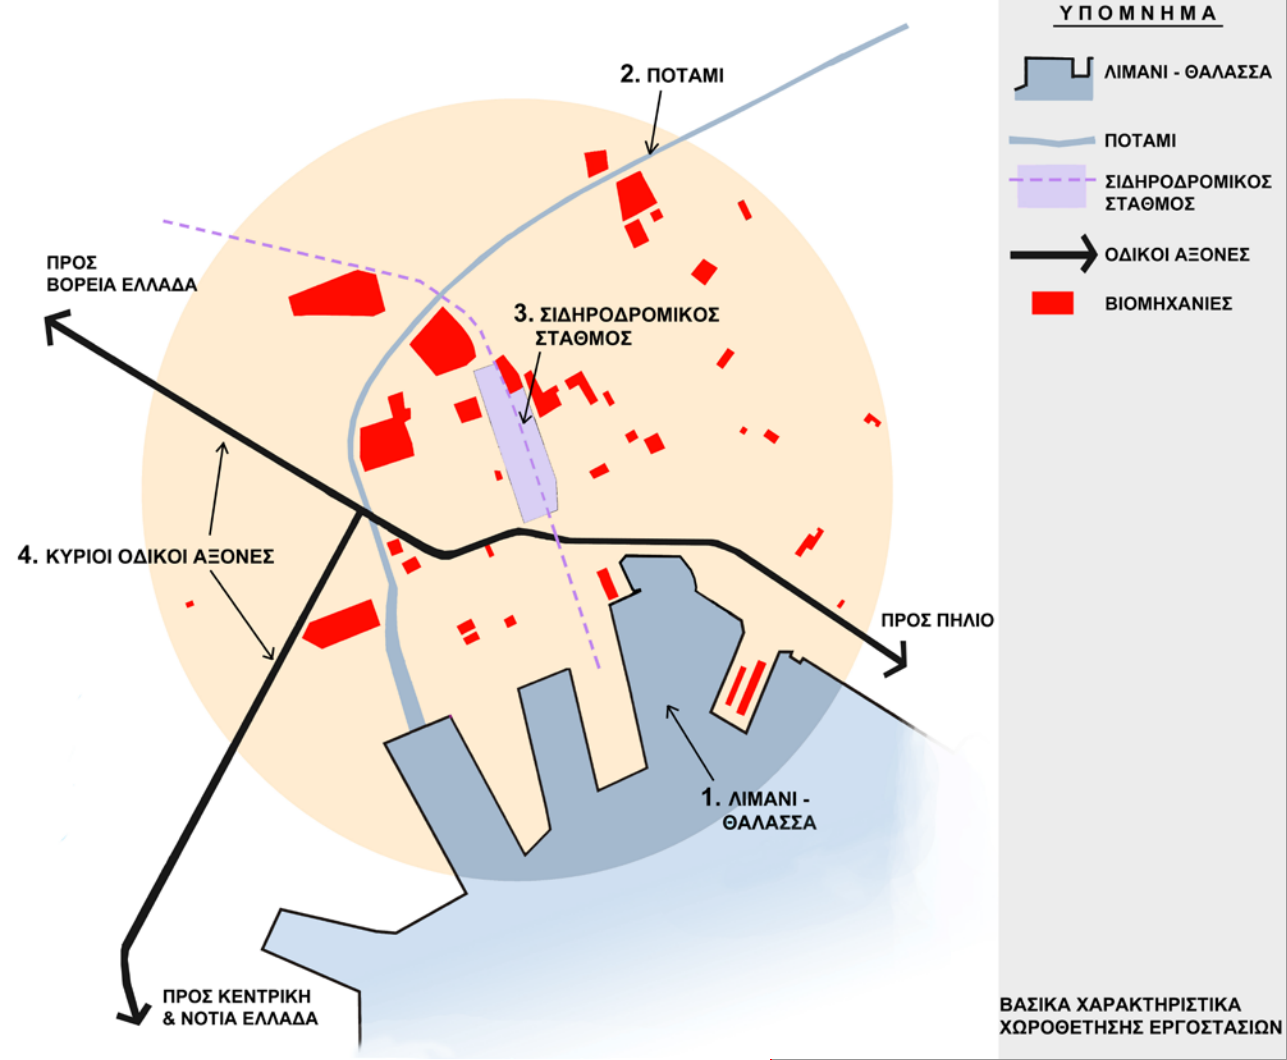 2. ΠΟΤΑΜΙ
ΠΡΟΣ
ΒΟΡΕΙΑ ΕΛΛΑΔΑ
3. ΣΙΔΗΡΟΔΡΟΜΙΚΟΣ
ΣΤΑΘΜΟΣ
4. ΚΥΡΙΟΙ ΟΔΙΚΟΙ ΑΞΟΝΕΣ
ΠΡΟΣ ΠΗΛΙΟ
1. ΛΙΜΑΝΙ -
ΘΑΛΑΣΣΑ
ΠΡΟΣ ΚΕΝΤΡΙΚΗ
& ΝΟΤΙΑ ΕΛΛΑΔΑ
ΥΠΟΜΝΗΜΑ
ΛΙΜΑΝΙ - ΘΑΛΑΣΣΑ
ΠΟΤΑΜΙ
ΣΙΔΗΡΟΔΡΟΜΙΚΟΣ
ΣΤΑΘΜΟΣ
ΟΔΙΚΟΙ ΑΞΟΝΕΣ
ΒΙΟΜΗΧΑΝΙΕΣ
ΒΑΣΙΚΑ ΧΑΡΑΚΤΗΡΙΣΤΙΚΑ
ΧΩΡΟΘΕΤΗΣΗΣ ΕΡΓΟΣΤΑΣΙΩΝ